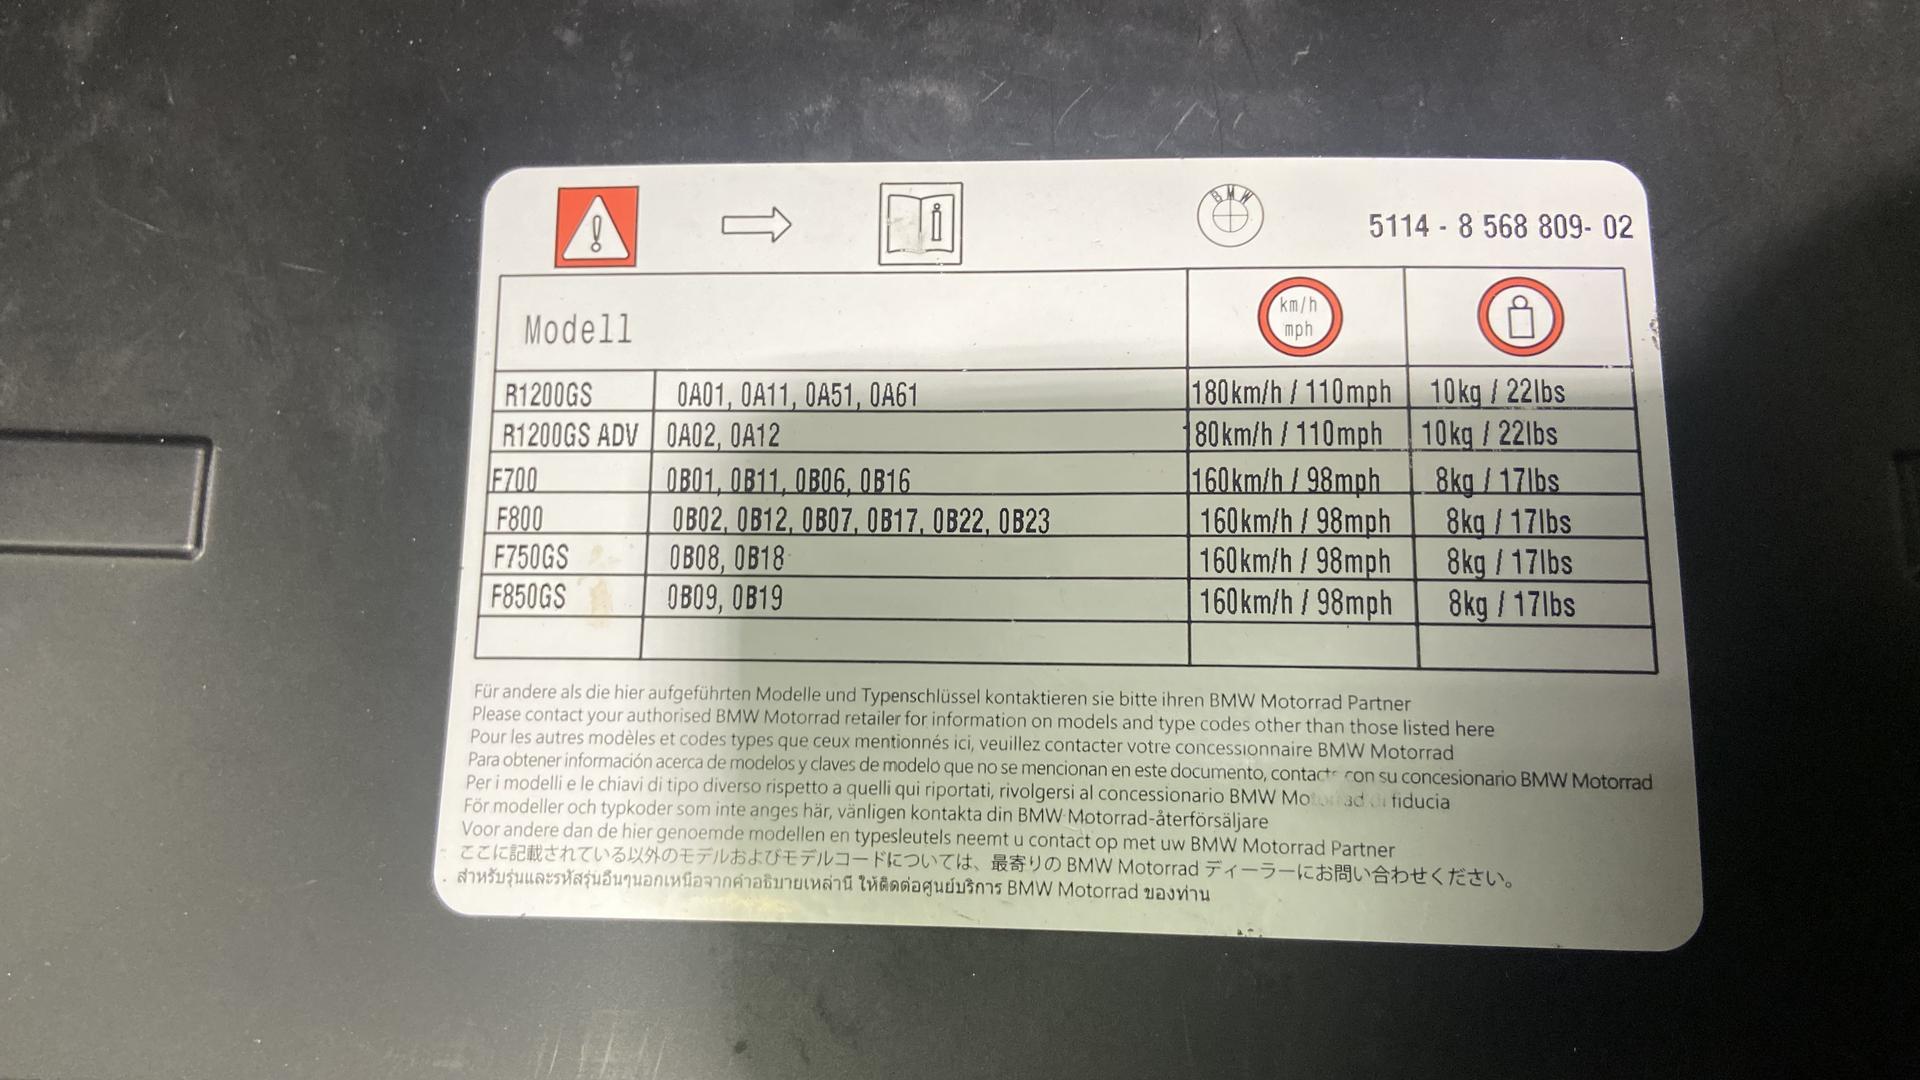 BMW
5114 - 8 568 809- 02
Modell
km/h
mph
R1200GS 0A01, 0A11, 0A51, 0A61 180km/h / 110mph 10kg / 22lbs
R1200GS ADV 0A02, 0A12 180km/h / 110mph 10kg / 22lbs
F700 0B01, 0B11, 0B06, 0B16 160km/h / 98mph 8kg / 17lbs
F800 0B02, 0B12, 0B07, 0B17, 0B22, 0B23 160km/h / 98mph 8kg / 17lbs
F750GS 0B08, 0B18 160km/h / 98mph 8kg / 17lbs
F850GS 0B09, 0B19 160km/h / 98mph 8kg / 17lbs
Für andere als die hier aufgeführten Modelle und Typenschlüssel kontaktieren sie bitte ihren BMW Motorrad Partner
Please contact your authorised BMW Motorrad retailer for information on models and type codes other than those listed here
Pour les autres modèles et codes types que ceux mentionnés ici, veuillez contacter votre concessionnaire BMW Motorrad
Para obtener información acerca de modelos y claves de modelo que no se mencionan en este documento, contacte con su concesionario BMW Motorrad
Per i modelli e le chiavi di tipo diverso rispetto a quelli qui riportati, rivolgersi al concessionario BMW Motorrad di fiducia
För modeller och typkoder som inte anges här, vänligen kontakta din BMW Motorrad-återförsäljare
Voor andere dan de hier genoemde modellen en typesleutels neemt u contact op met uw BMW Motorrad Partner
ここに記載されている以外のモデルおよびモデルコードについては、最寄りの BMW Motorrad ディーラーにお問い合わせください。
สำหรับรุ่นและรหัสรุ่นอื่นๆนอกเหนือจากคำอธิบายเหล่านี้ ให้ติดต่อศูนย์บริการ BMW Motorrad ของท่าน